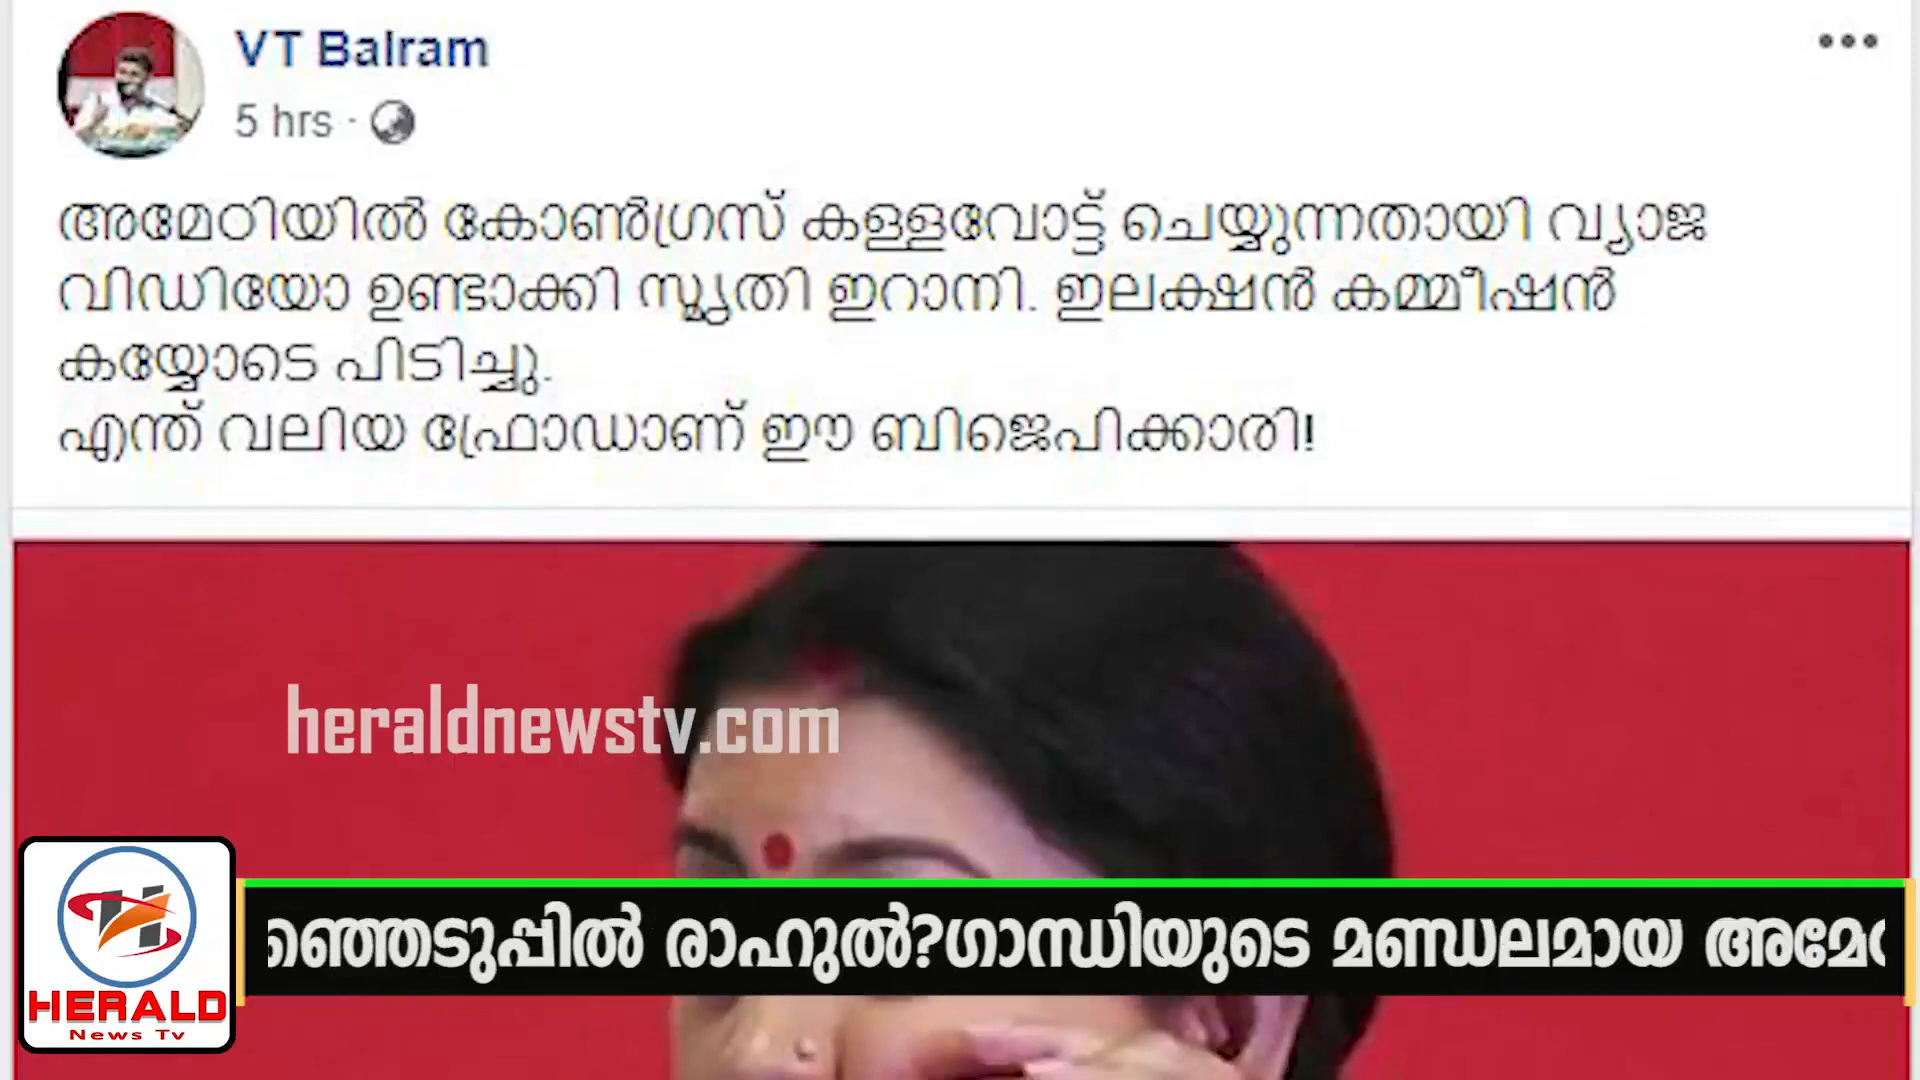 VT Balram
5 hrs ·
അമേഠിയിൽ കോൺഗ്രസ് കള്ളവോട്ട് ചെയ്യുന്നതായി വ്യാജ
വിഡിയോ ഉണ്ടാക്കി സ്മൃതി ഇറാനി. ഇലക്ഷൻ കമ്മീഷൻ
കയ്യോടെ പിടിച്ചു.
എന്ത് വലിയ ഫ്രോഡാണ് ഈ ബിജെപിക്കാരി!
heraldnewstv.com
ഞ്ഞെടുപ്പിൽ രാഹുൽ?ഗാന്ധിയുടെ മണ്ഡലമായ അമേഠ
HERALD
News Tv